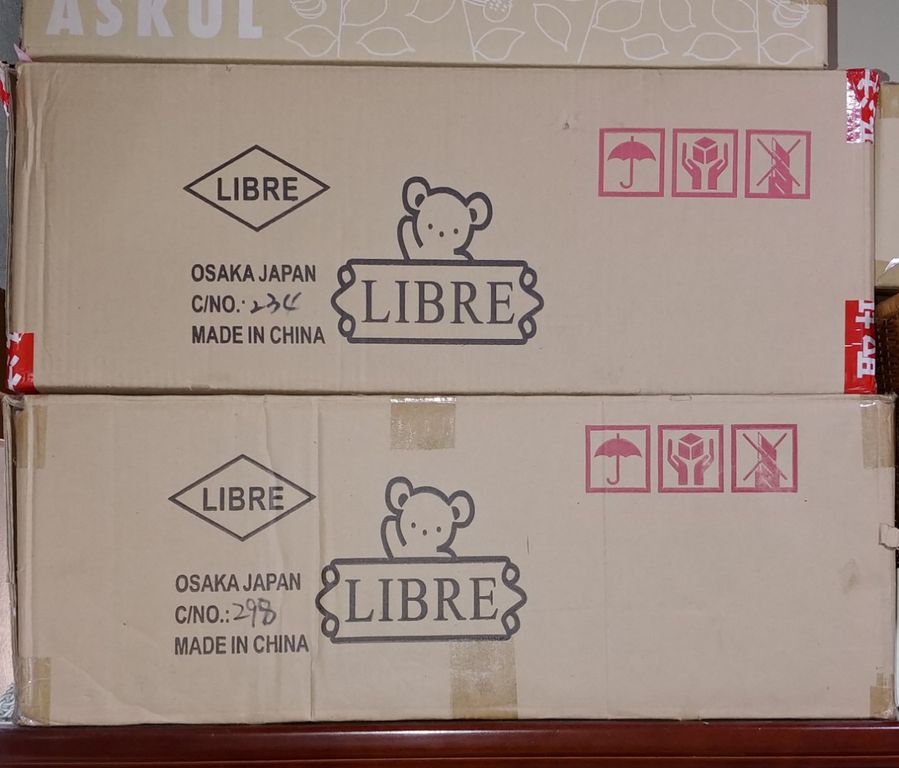 ASKUL
LIBRE
OSAKA JAPAN
C/NO.: 234
MADE IN CHINA
LIBRE
LIBRE
OSAKA JAPAN
C/NO.: 298
MADE IN CHINA
LIBRE